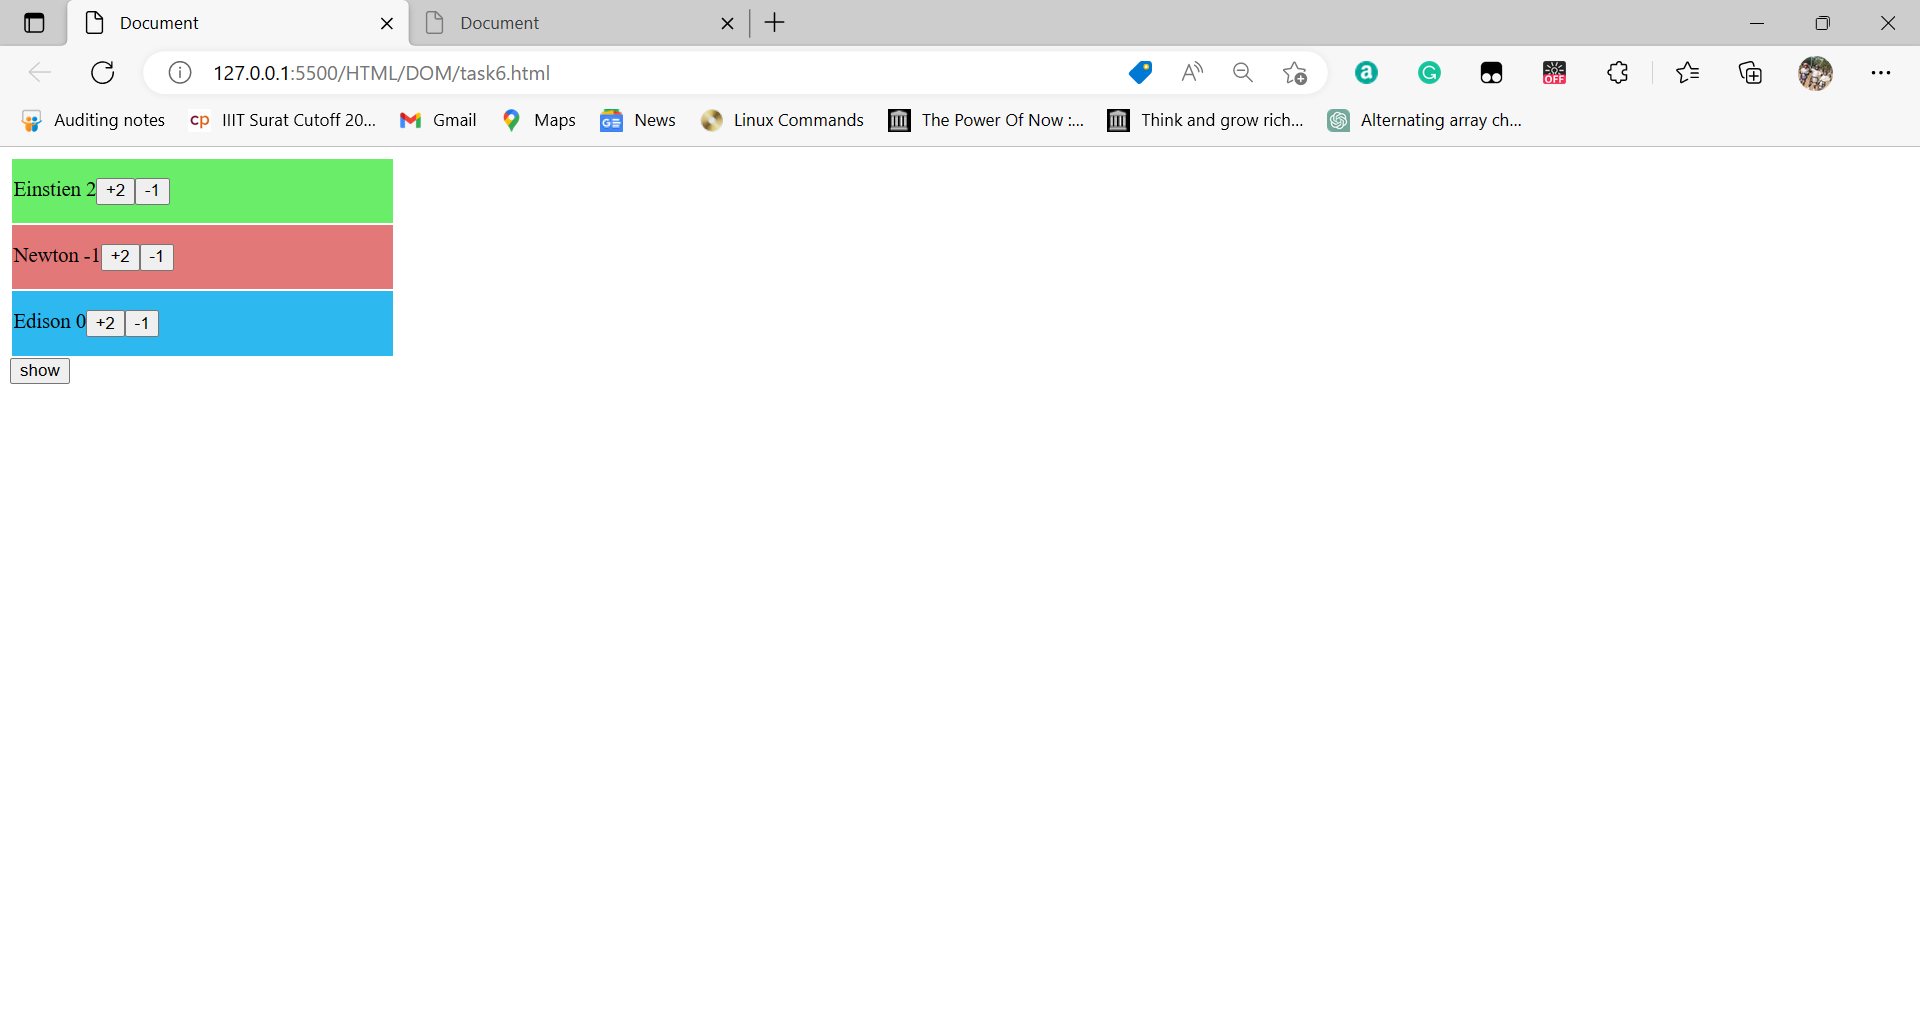 Document Document
127.0.0.1:5500/HTML/DOM/task6.html
Auditing notes cp IIIT Surat Cutoff 20... Gmail Maps News Linux Commands The Power Of Now :... Think and grow rich... Alternating array ch...
Einstien 2 +2 -1
Newton -1 +2 -1
Edison 0 +2 -1
show